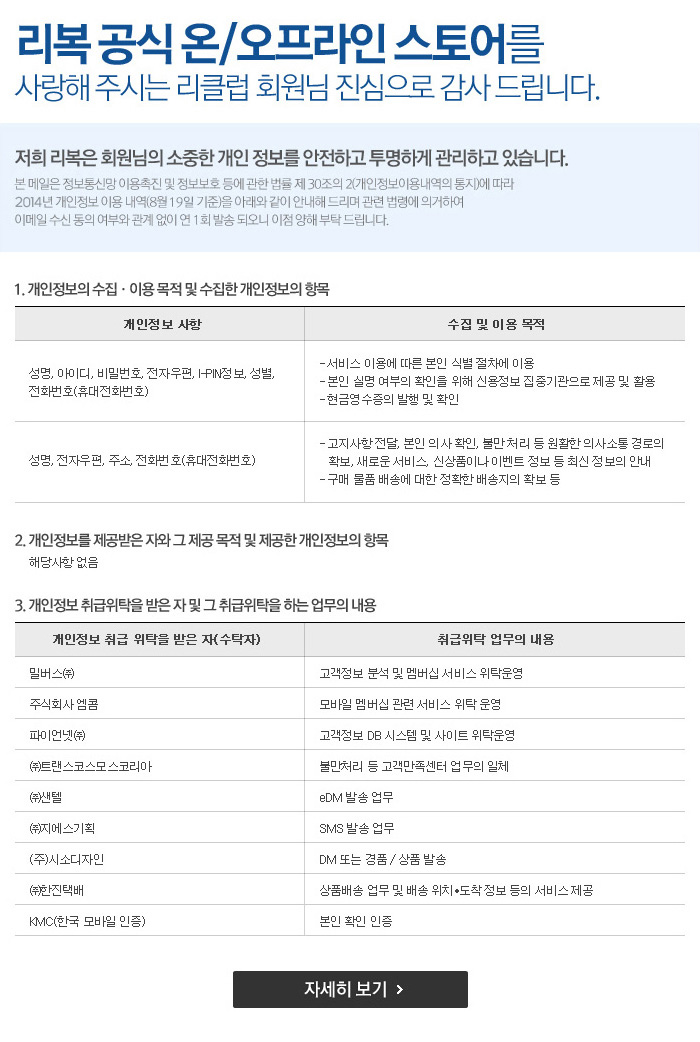 리복 공식 온/오프라인 스토어를
사랑해 주시는 리클럽 회원님 진심으로 감사 드립니다.
저희 리복은 회원님의 소중한 개인 정보를 안전하고 투명하게 관리하고 있습니다.
본 메일은 정보통신망 이용촉진 및 정보보호 등에 관한 법률 제 30조의 2(개인정보이용내역의 통지)에 따라
2014년 개인정보 이용 내역(8월 19일 기준)을 아래와 같이 안내해 드리며 관련 법령에 의거하여
이메일 수신 동의 여부와 관계 없이 연 1회 발송 되오니 이점 양해 부탁 드립니다.
1. 개인정보의 수집 · 이용 목적 및 수집한 개인정보의 항목
개인정보 사항 수집 및 이용 목적
성명, 아이디, 비밀번호, 전자우편, I-PIN정보, 성별,
전화번호(휴대전화번호)
- 서비스 이용에 따른 본인 식별 절차에 이용
- 본인 실명 여부의 확인을 위해 신용정보 집중기관으로 제공 및 활용
- 현금영수증의 발행 및 확인
성명, 전자우편, 주소, 전화번호(휴대전화번호)
- 고지사항 전달, 본인 의사 확인, 불만 처리 등 원활한 의사소통 경로의
확보, 새로운 서비스, 신상품이나 이벤트 정보 등 최신 정보의 안내
- 구매 물품 배송에 대한 정확한 배송지의 확보 등
2. 개인정보를 제공받은 자와 그 제공 목적 및 제공한 개인정보의 항목
해당사항 없음
3. 개인정보 취급위탁을 받은 자 및 그 취급위탁을 하는 업무의 내용
개인정보 취급 위탁을 받은 자(수탁자) 취급위탁 업무의 내용
밀버스㈜ 고객정보 분석 및 멤버십 서비스 위탁운영
주식회사 엠콤 모바일 멤버십 관련 서비스 위탁 운영
파이언넷㈜ 고객정보 DB 시스템 및 사이트 위탁운영
㈜트랜스코스모스코리아 불만처리 등 고객만족센터 업무의 일체
㈜샌텔 eDM 발송 업무
㈜지에스기획 SMS 발송 업무
(주)시소디자인 DM 또는 경품 / 상품 발송
㈜한진택배 상품배송 업무 및 배송 위치•도착 정보 등의 서비스 제공
KMC(한국 모바일 인증) 본인 확인 인증
자세히 보기 >